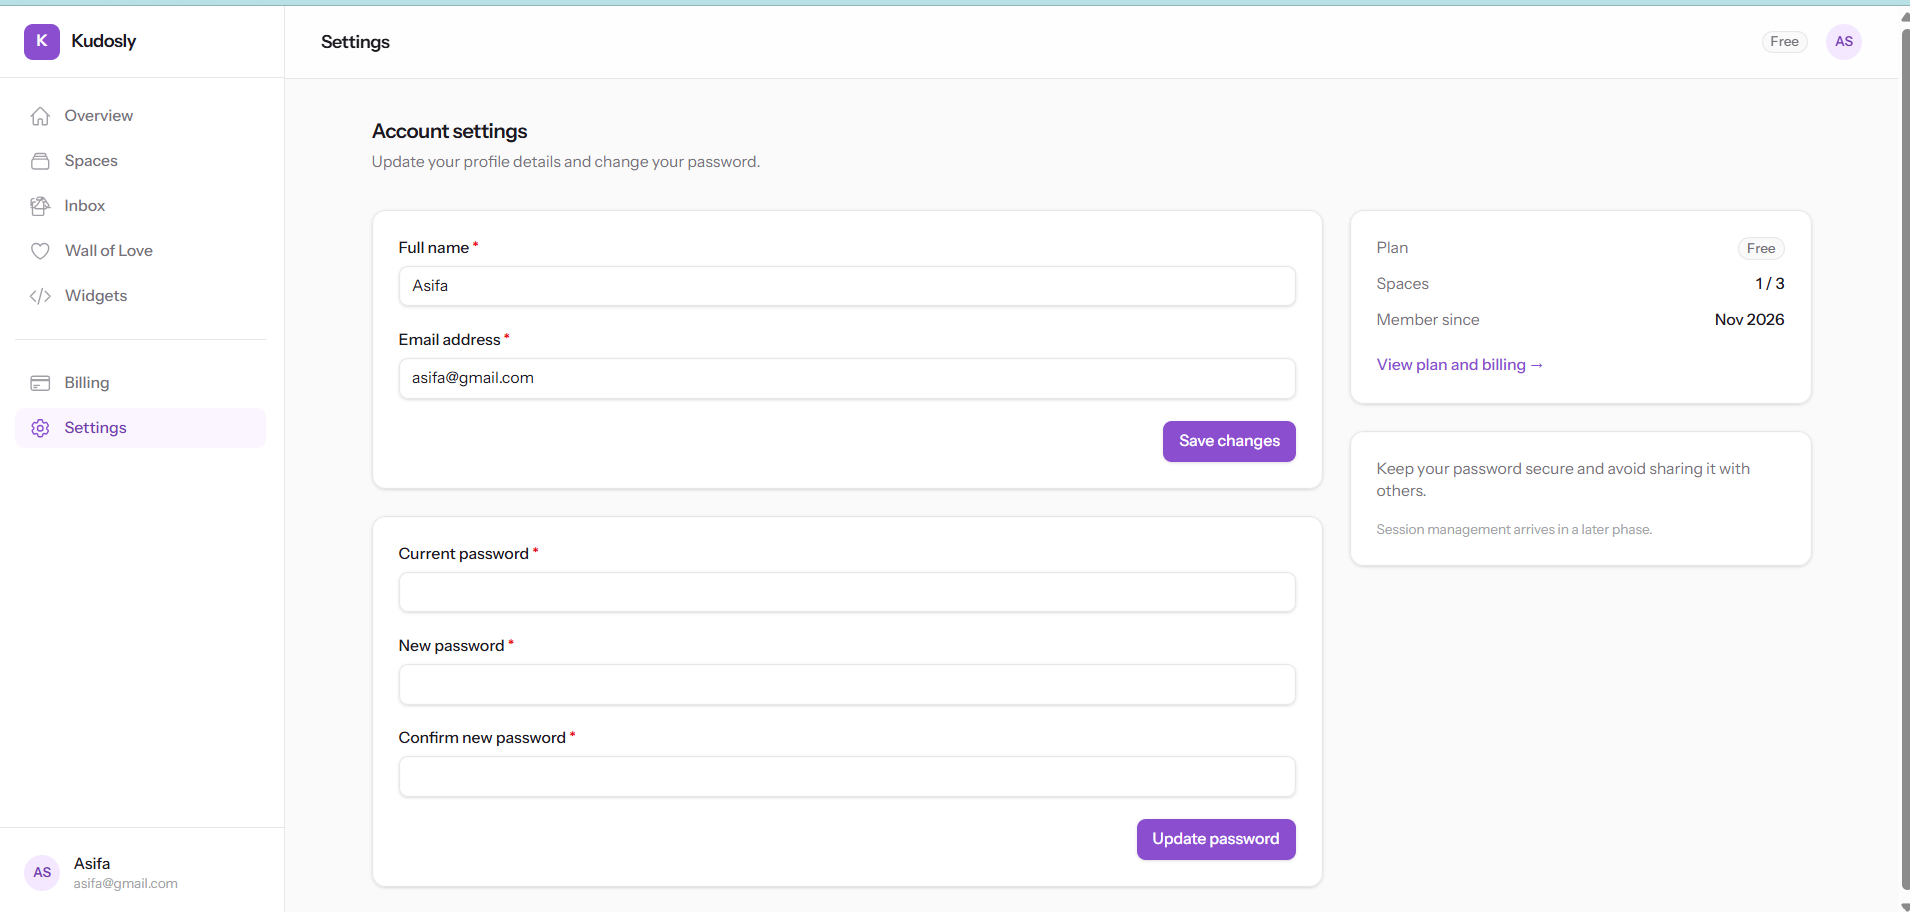 K Kudosly
Overview
Spaces
Inbox
Wall of Love
Widgets
Billing
Settings
AS Asifa
asifa@gmail.com
Settings
Free AS
Account settings
Update your profile details and change your password.
Full name *
Asifa
Email address *
asifa@gmail.com
Save changes
Current password *
New password *
Confirm new password *
Update password
Plan Free
Spaces 1 / 3
Member since Nov 2026
View plan and billing →
Keep your password secure and avoid sharing it with
others.
Session management arrives in a later phase.